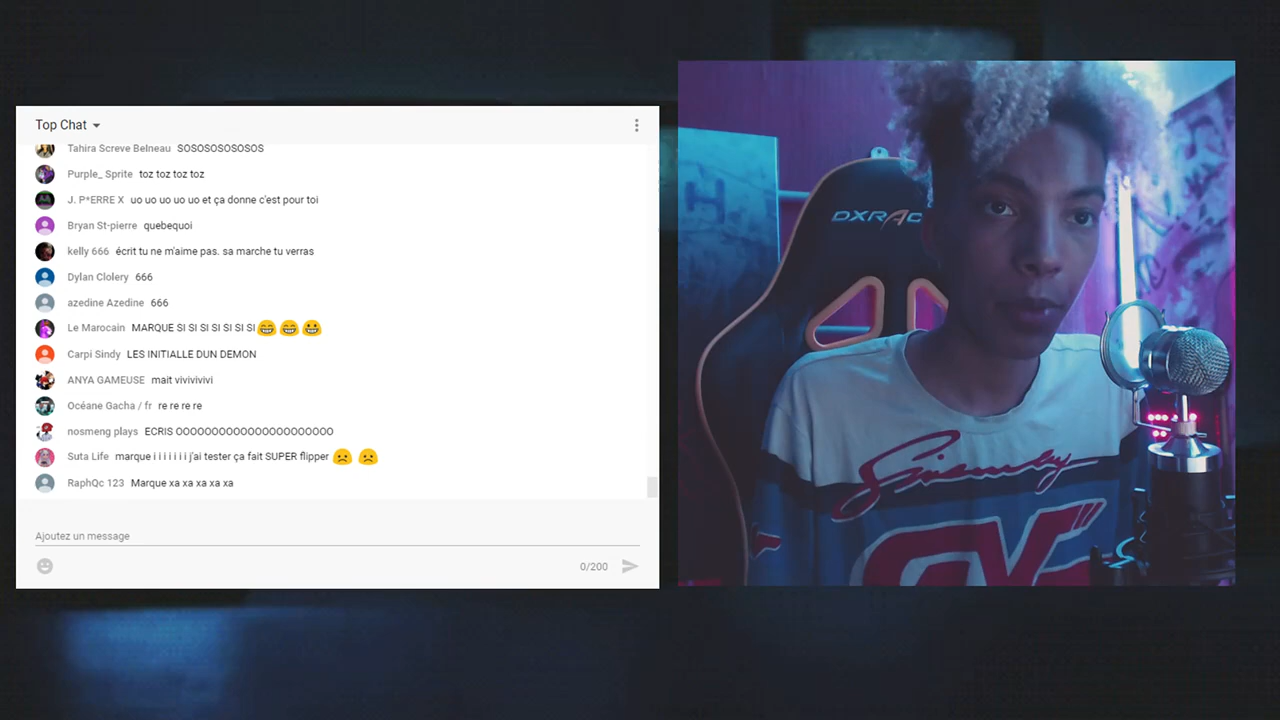 Top Chat
Tahira Screve Belneau SOSOSOSOSOSOS
Purple_ Sprite toz toz toz toz
J. P*ERRE X uo uo uo uo uo et ça donne c'est pour toi
Bryan St-pierre quebequoi
kelly 666 écrit tu ne m'aime pas. sa marche tu verras
Dylan Clolery 666
azedine Azedine 666
Le Marocain MARQUE SI SI SI SI SI SI SI 😁😁😀
Carpi Sindy LES INITIALLE DUN DEMON
ANYA GAMEUSE mait vivivivivi
Océane Gacha / fr re re re re
nosmeng plays ECRIS OOOOOOOOOOOOOOOOOOOOOO
Suta Life marque i i i i i i i j'ai tester ça fait SUPER flipper ☹️ ☹️
RaphQc 123 Marque xa xa xa xa xa
Ajoutez un message
0/200
DXRAC